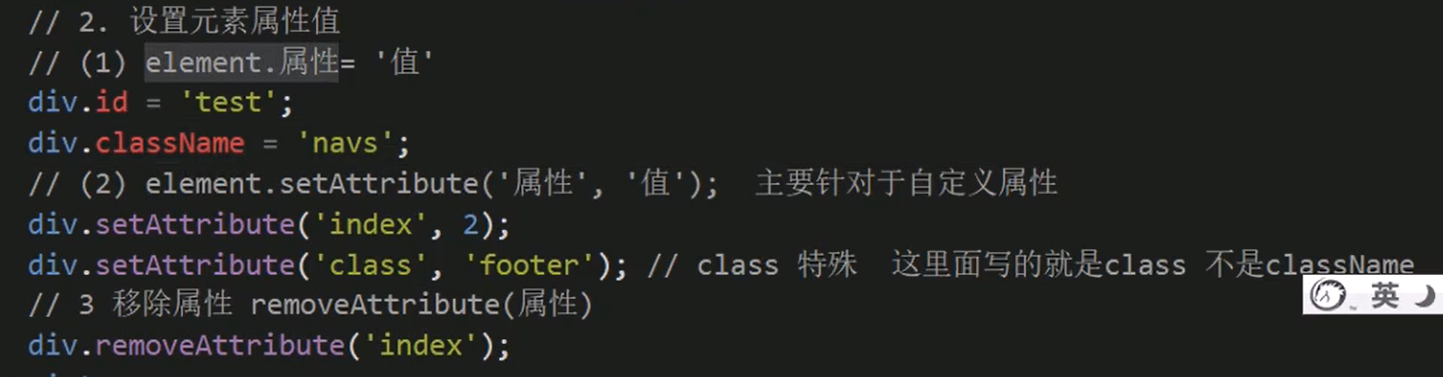 // 2. 设置元素属性值
// (1) element.属性= '值'
div.id = 'test';
div.className = 'navs';
// (2) element.setAttribute('属性', '值');  主要针对于自定义属性
div.setAttribute('index', 2);
div.setAttribute('class', 'footer'); // class 特殊  这里面写的就是class 不是className
英
// 3 移除属性 removeAttribute(属性)
div.removeAttribute('index');